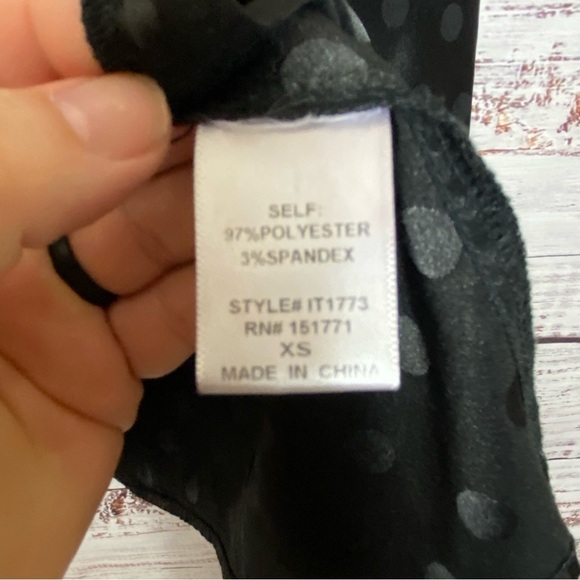 SELF:
97%POLYESTER
3%SPANDEX
STYLE# IT1773
RN# 151771
XS
MADE IN CHINA